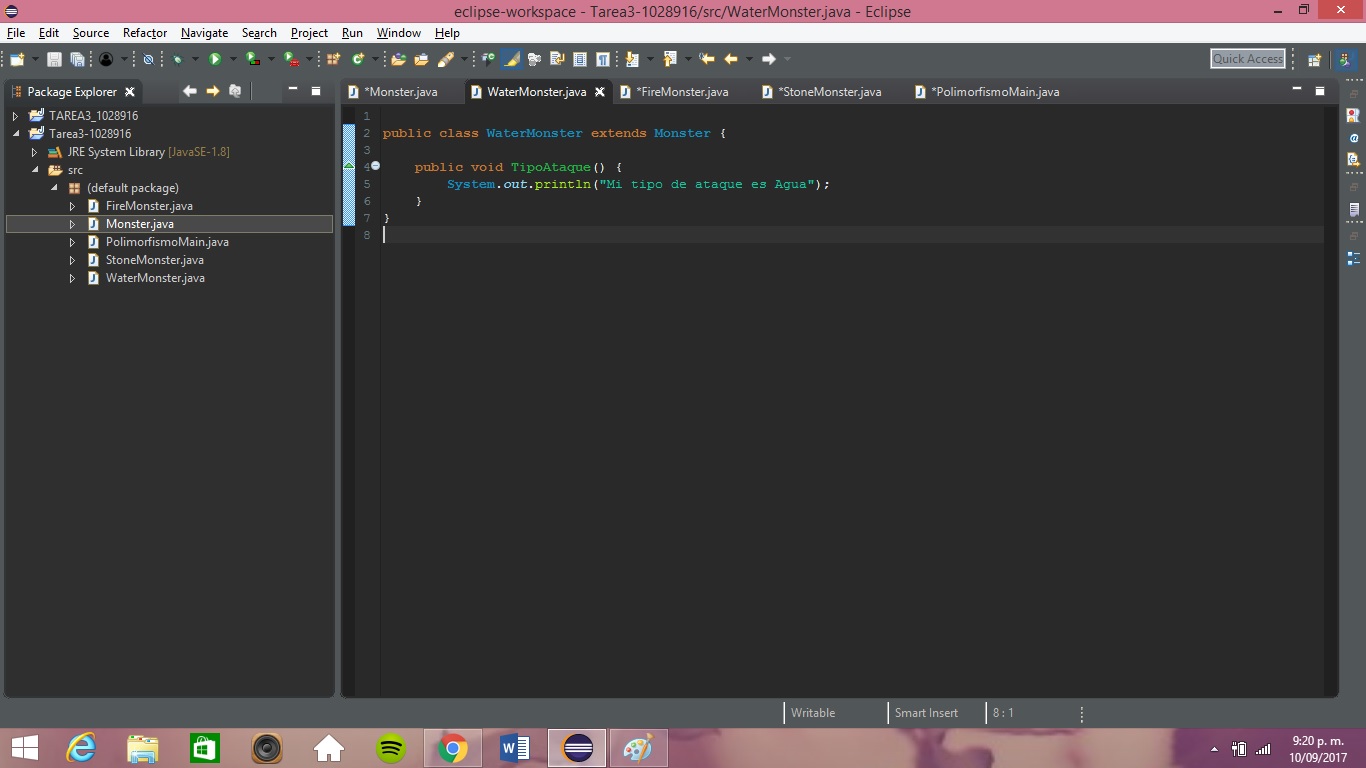 eclipse-workspace - Tarea3-1028916/src/WaterMonster.java - Eclipse
File Edit Source Refactor Navigate Search Project Run Window Help
Quick Access
Package Explorer
*Monster.java WaterMonster.java *FireMonster.java *StoneMonster.java *PolimorfismoMain.java
TAREA3_1028916
Tarea3-1028916
JRE System Library [JavaSE-1.8]
src
(default package)
FireMonster.java
Monster.java
PolimorfismoMain.java
StoneMonster.java
WaterMonster.java
1
2 public class WaterMonster extends Monster {
3
4 public void TipoAtaque() {
5 System.out.println("Mi tipo de ataque es Agua");
6 }
7 }
8
Writable Smart Insert 8 : 1
9:20 p. m.
10/09/2017